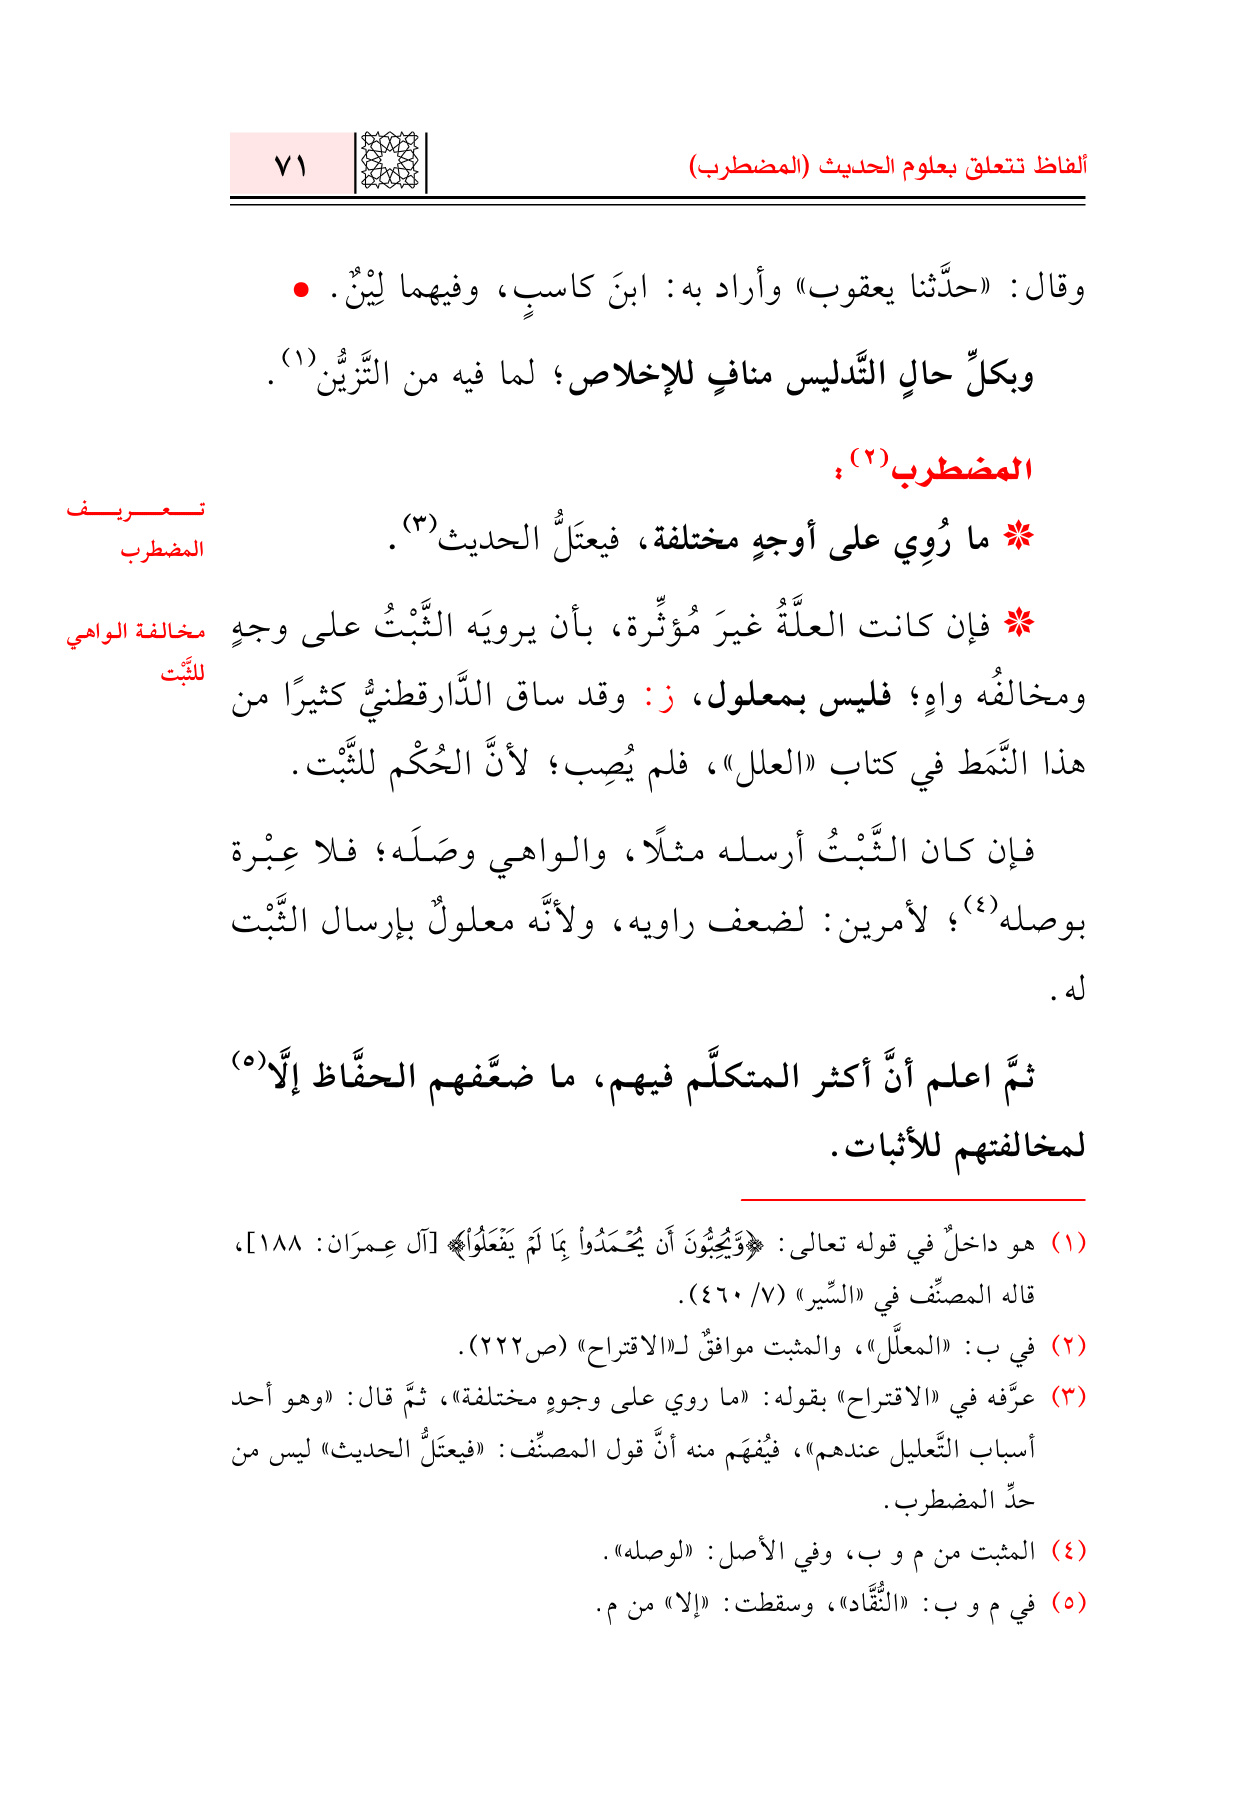 ألفاظ تتعلق بعلوم الحديث (المضطرب)
٧١
وقال: «حدَّثنا يعقوب» وأراد به: ابنَ كاسبٍ، وفيهما لِيْنٌ. ●
وبكلِّ حالٍ التَّدليس منافٍ للإخلاص؛ لما فيه من التَّزيُّن(١).
المضطرب(٢):
تـعـريـف
المضطرب
❋ ما رُوِي على أوجهٍ مختلفة، فيعتَلُّ الحديث(٣).
مخالفة الواهي
للثَّبْت
❋ فإن كانت العلَّةُ غيرَ مُؤثِّرة، بأن يرويَه الثَّبْتُ على وجهٍ
ومخالفُه واهٍ؛ فليس بمعلول، ز: وقد ساق الدَّارقطنيُّ كثيرًا من
هذا النَّمَط في كتاب «العلل»، فلم يُصِب؛ لأنَّ الحُكْم للثَّبْت.
فإن كان الثَّبْتُ أرسله مثلًا، والواهي وصَلَه؛ فلا عِبْرة
بوصله(٤)؛ لأمرين: لضعف راويه، ولأنَّه معلولٌ بإرسال الثَّبْت
له.
ثمَّ اعلم أنَّ أكثر المتكلَّم فيهم، ما ضعَّفهم الحفَّاظ إلَّا(٥)
لمخالفتهم للأثبات.
(١) هو داخلٌ في قوله تعالى: ﴿وَّيُحِبُّونَ أَن يُحۡمَدُواْ بِمَا لَمۡ يَفۡعَلُواْ﴾ [آل عِمرَان: ١٨٨]،
قاله المصنِّف في «السِّير» (٧/ ٤٦٠).
(٢) في ب: «المعلَّل»، والمثبت موافقٌ لـ«الاقتراح» (ص٢٢٢).
(٣) عرَّفه في «الاقتراح» بقوله: «ما روي على وجوهٍ مختلفة»، ثمَّ قال: «وهو أحد
أسباب التَّعليل عندهم»، فيُفهَم منه أنَّ قول المصنِّف: «فيعتَلُّ الحديث» ليس من
حدِّ المضطرب.
(٤) المثبت من م و ب، وفي الأصل: «لوصله».
(٥) في م و ب: «النُّقَّاد»، وسقطت: «إلا» من م.